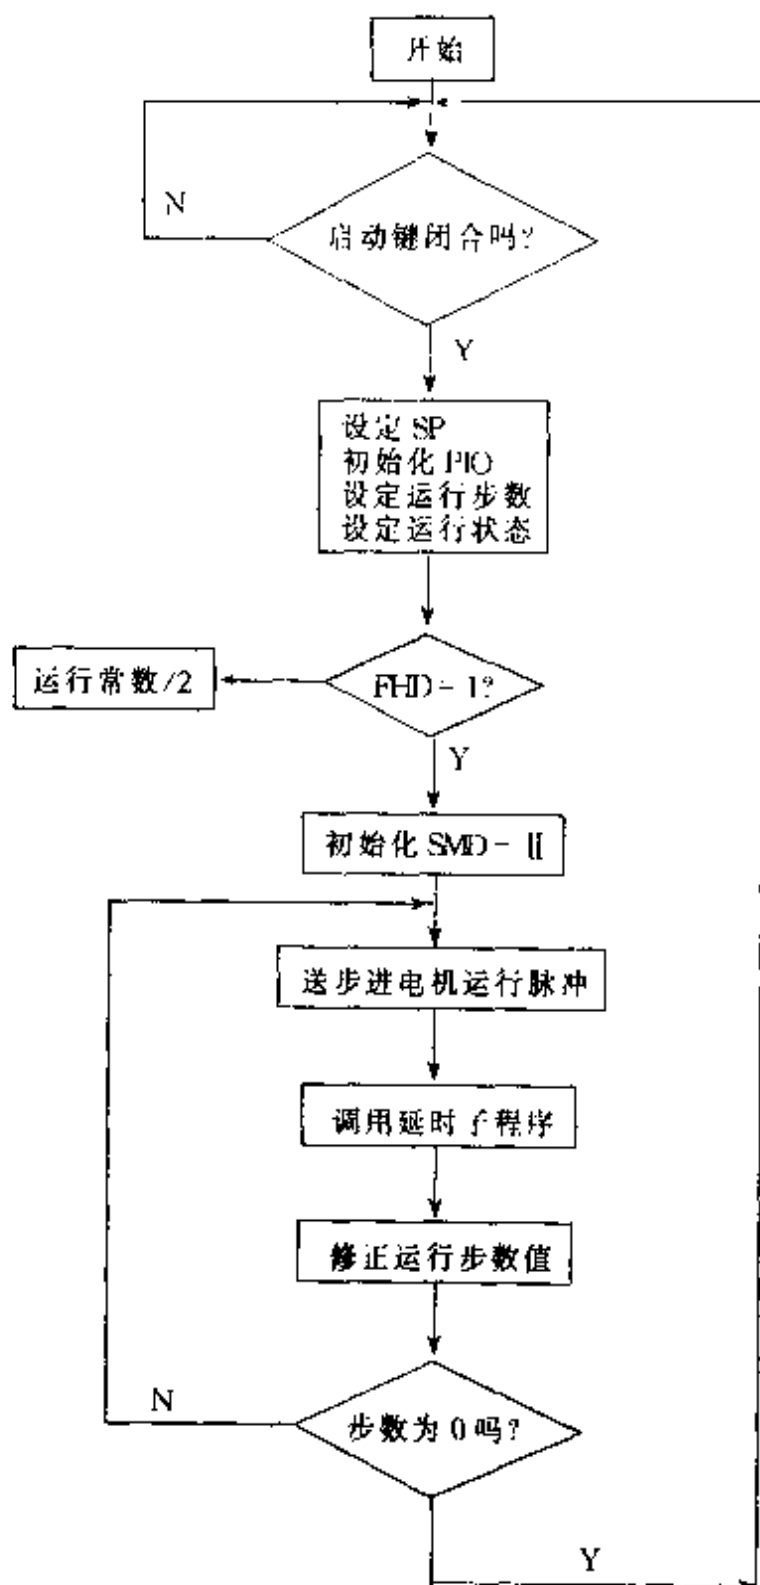 开始
N
启动键闭合吗?
Y
设定 SP
初始化 PIO
设定运行步数
设定运行状态
运行常数/2
FHD = 1?
Y
初始化 SMD =
送步进电机运行脉冲
调用延时子程序
修正运行步数值
N
步数为 0 吗?
Y